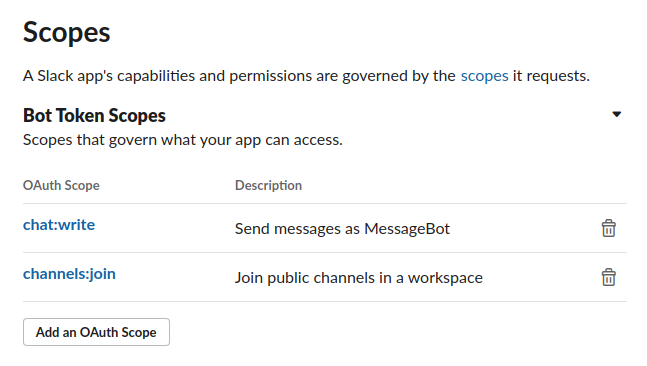 Scopes
A Slack app's capabilities and permissions are governed by the scopes it requests.
Bot Token Scopes
Scopes that govern what your app can access.
OAuth Scope Description
chat:write Send messages as MessageBot
channels:join Join public channels in a workspace
Add an OAuth Scope